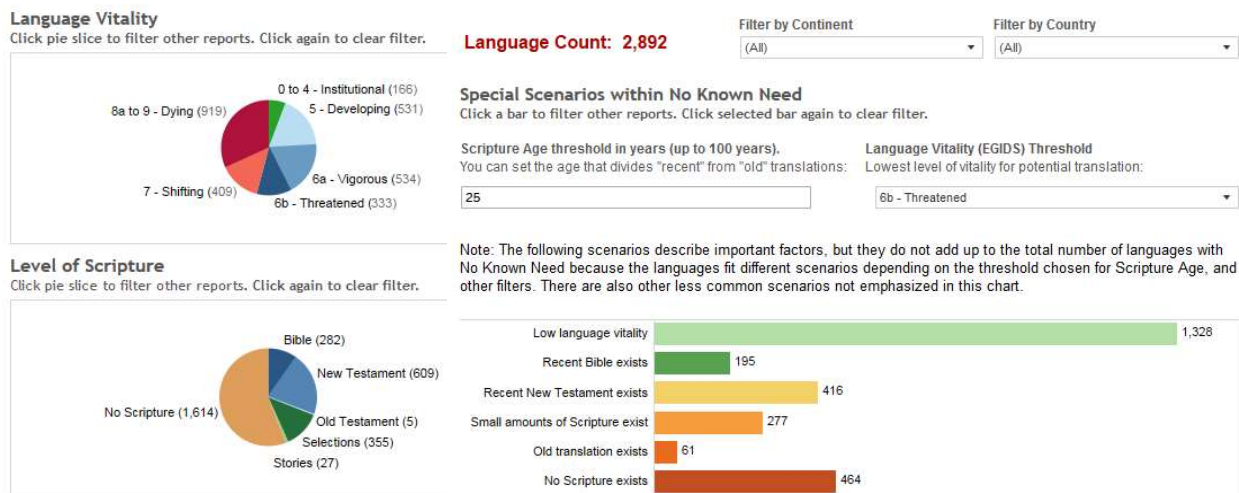 Language Vitality
Click pie slice to filter other reports. Click again to clear filter.
0 to 4 - Institutional (166)
8a to 9 - Dying (919)
5 - Developing (531)
6a - Vigorous (534)
7 - Shifting (409)
6b - Threatened (333)
Level of Scripture
Click pie slice to filter other reports. Click again to clear filter.
Bible (282)
New Testament (609)
No Scripture (1,614)
Old Testament (5)
Selections (355)
Stories (27)
Language Count: 2,892
Filter by Continent
(All)
Filter by Country
(All)
Special Scenarios within No Known Need
Click a bar to filter other reports. Click selected bar again to clear filter.
Scripture Age threshold in years (up to 100 years).
You can set the age that divides "recent" from "old" translations:
25
Language Vitality (EGIDS) Threshold
Lowest level of vitality for potential translation:
6b - Threatened
Note: The following scenarios describe important factors, but they do not add up to the total number of languages with
No Known Need because the languages fit different scenarios depending on the threshold chosen for Scripture Age, and
other filters. There are also other less common scenarios not emphasized in this chart.
Low language vitality 1,328
Recent Bible exists 195
Recent New Testament exists 416
Small amounts of Scripture exist 277
Old translation exists 61
No Scripture exists 464